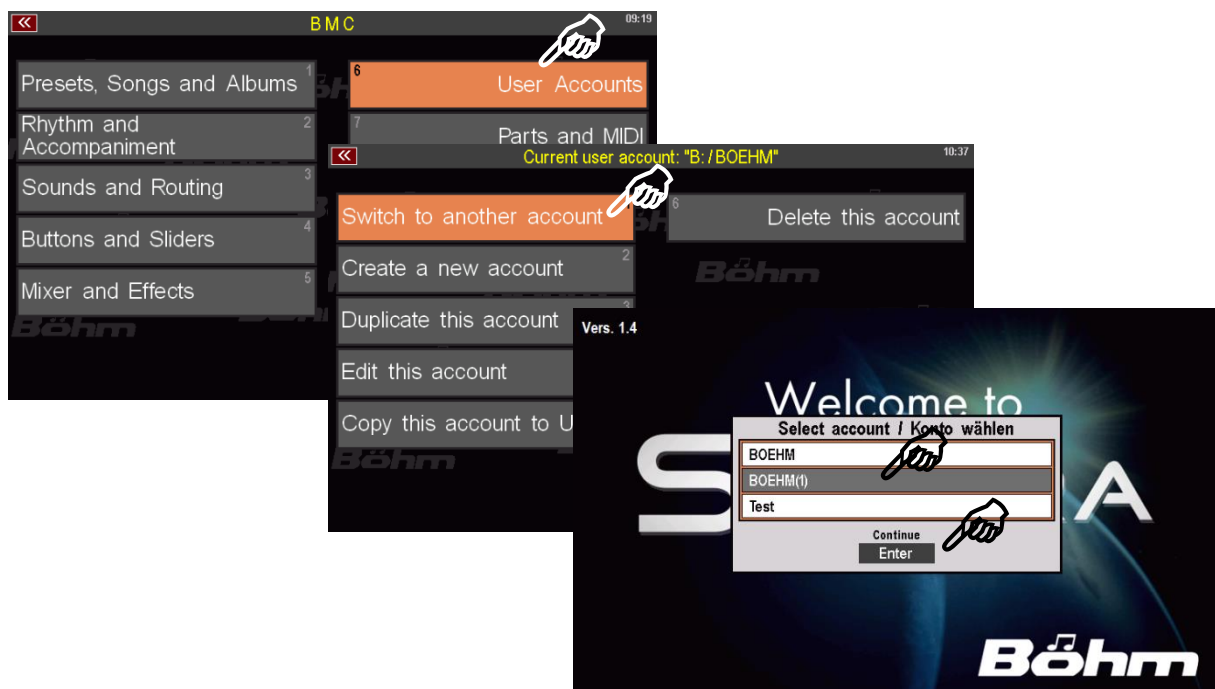 BMC
09:19
Presets, Songs and Albums 1
6 User Accounts
Rhythm and
Accompaniment 2
7 Parts and MIDI
Sounds and Routing 3
Buttons and Sliders 4
Mixer and Effects 5
Böhm
Current user account: "B: / BOEHM"
10:37
Switch to another account
6 Delete this account
Create a new account 2
Böhm
Duplicate this account 3
Edit this account
Copy this account to U
Böhm
Vers. 1.4
Welcome to
Select account / Konto wählen
BOEHM
BOEHM(1)
Test
Continue
Enter
Böhm